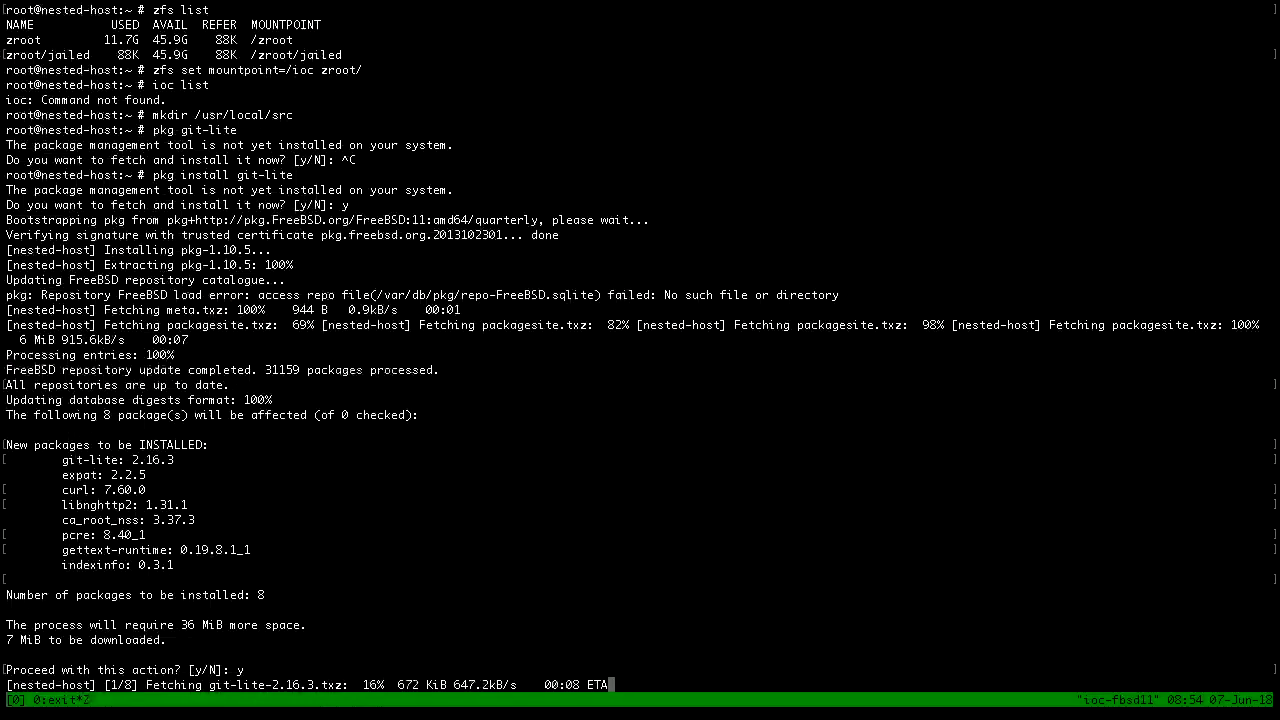 root@nested-host:~ # zfs list
NAME           USED  AVAIL  REFER  MOUNTPOINT
zroot         11.7G  45.9G    88K  /zroot
zroot/jailed    88K  45.9G    88K  /zroot/jailed
root@nested-host:~ # zfs set mountpoint=/ioc zroot/
root@nested-host:~ # ioc list
ioc: Command not found.
root@nested-host:~ # mkdir /usr/local/src
root@nested-host:~ # pkg git-lite
The package management tool is not yet installed on your system.
Do you want to fetch and install it now? [y/N]: ^C
root@nested-host:~ # pkg install git-lite
The package management tool is not yet installed on your system.
Do you want to fetch and install it now? [y/N]: y
Bootstrapping pkg from pkg+http://pkg.FreeBSD.org/FreeBSD:11:amd64/quarterly, please wait...
Verifying signature with trusted certificate pkg.freebsd.org.2013102301... done
[nested-host] Installing pkg-1.10.5...
[nested-host] Extracting pkg-1.10.5: 100%
Updating FreeBSD repository catalogue...
pkg: Repository FreeBSD load error: access repo file(/var/db/pkg/repo-FreeBSD.sqlite) failed: No such file or directory
[nested-host] Fetching meta.txz: 100%    944 B   0.9kB/s    00:01
[nested-host] Fetching packagesite.txz:  69% [nested-host] Fetching packagesite.txz:  82% [nested-host] Fetching packagesite.txz:  98% [nested-host] Fetching packagesite.txz: 100%
  6 MiB 915.6kB/s    00:07
Processing entries: 100%
FreeBSD repository update completed. 31159 packages processed.
All repositories are up to date.
Updating database digests format: 100%
The following 8 package(s) will be affected (of 0 checked):
New packages to be INSTALLED:
git-lite: 2.16.3
expat: 2.2.5
curl: 7.60.0
libnghttp2: 1.31.1
ca_root_nss: 3.37.3
pcre: 8.40_1
gettext-runtime: 0.19.8.1_1
indexinfo: 0.3.1
Number of packages to be installed: 8
The process will require 36 MiB more space.
7 MiB to be downloaded.
Proceed with this action? [y/N]: y
[nested-host] [1/8] Fetching git-lite-2.16.3.txz:  16%  672 KiB 647.2kB/s    00:08 ETA
[0] 0:exit*Z "ioc-fbsd11" 08:54 07-Jun-18